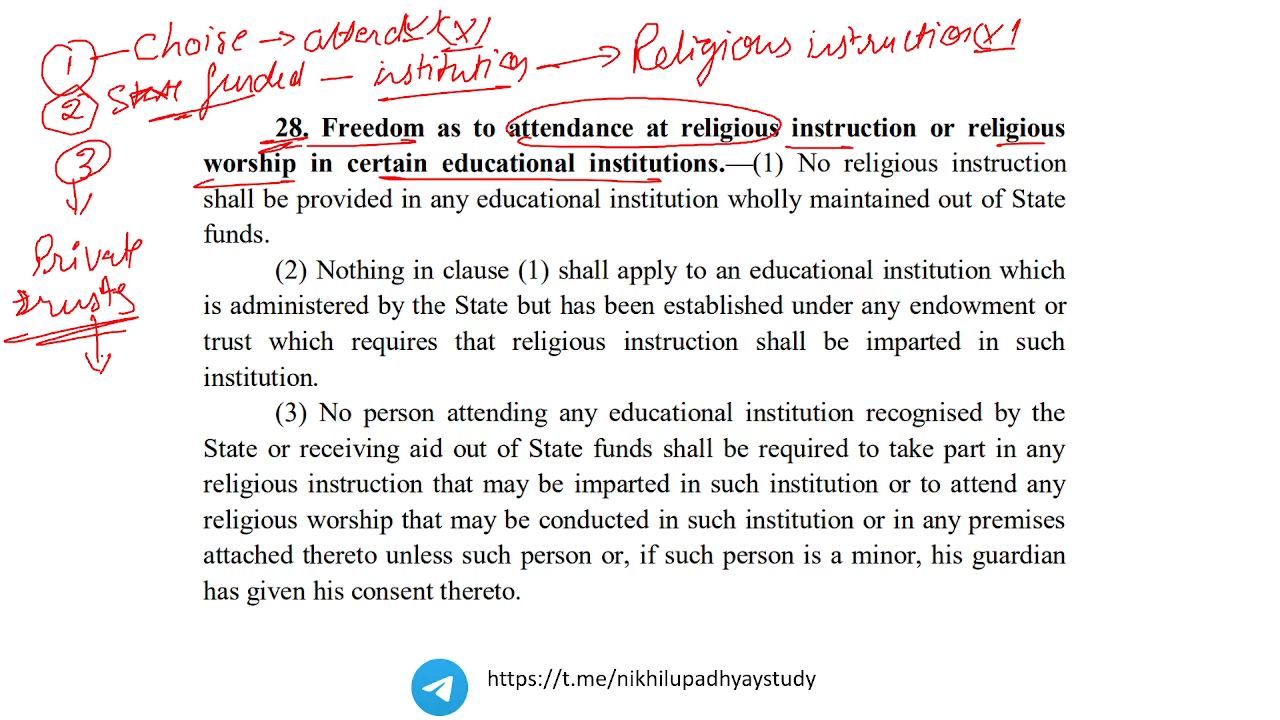 1 Choise → attend ✓ (X)
2 State funded — institution → Religious instruction (X)
28. Freedom as to attendance at religious instruction or religious
3
worship in certain educational institutions.—(1) No religious instruction
shall be provided in any educational institution wholly maintained out of State
funds.
Private
trusts
(2) Nothing in clause (1) shall apply to an educational institution which
is administered by the State but has been established under any endowment or
trust which requires that religious instruction shall be imparted in such
institution.
(3) No person attending any educational institution recognised by the
State or receiving aid out of State funds shall be required to take part in any
religious instruction that may be imparted in such institution or to attend any
religious worship that may be conducted in such institution or in any premises
attached thereto unless such person or, if such person is a minor, his guardian
has given his consent thereto.
https://t.me/nikhilupadhyaystudy